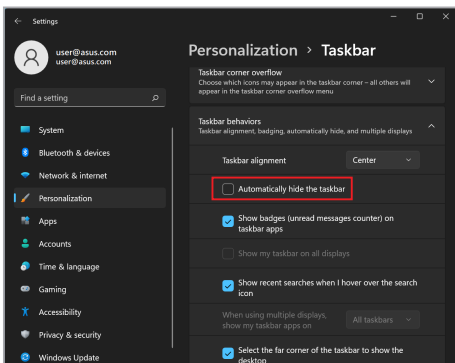 Settings
user@asus.com
user@asus.com
Find a setting
System
Bluetooth & devices
Network & internet
Personalization
Apps
Accounts
Time & language
Gaming
Accessibility
Privacy & security
Windows Update
Personalization > Taskbar
Taskbar corner overflow
Choose which icons may appear in the taskbar corner – all others will
appear in the taskbar corner overflow menu
Taskbar behaviors
Taskbar alignment, badging, automatically hide, and multiple displays
Taskbar alignment
Center
Automatically hide the taskbar
Show badges (unread messages counter) on
taskbar apps
Show my taskbar on all displays
Show recent searches when I hover over the search
icon
When using multiple displays,
show my taskbar apps on
All taskbars
Select the far corner of the taskbar to show the
desktop